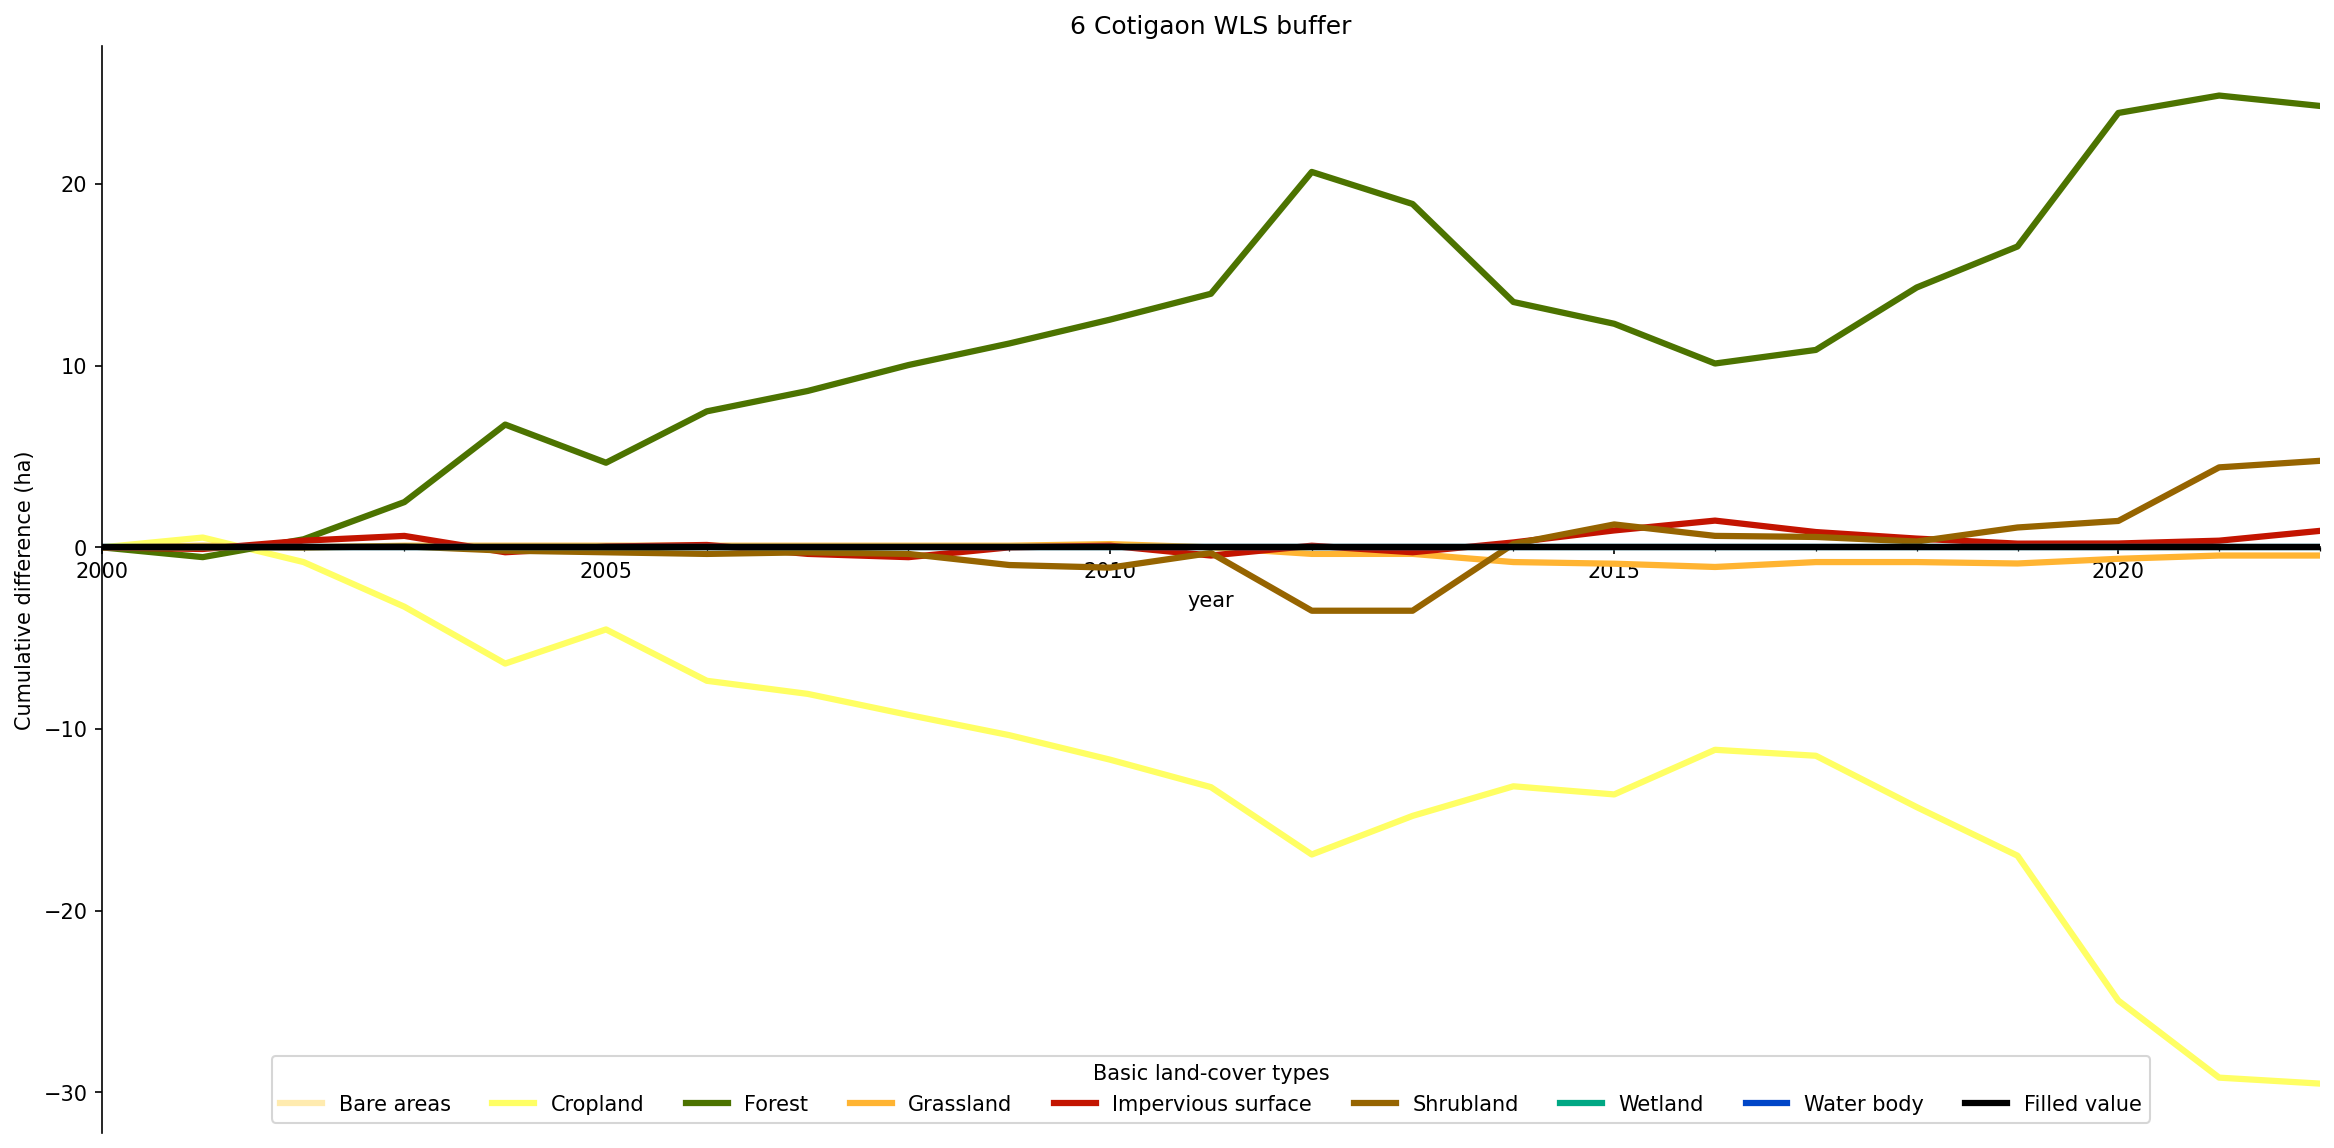 6 Cotigaon WLS buffer
Cumulative difference (ha)
20
10
0
−10
−20
−30
2000 2005 2010 2015 2020
year
Basic land-cover types
Bare areas Cropland Forest Grassland Impervious surface Shrubland Wetland Water body Filled value